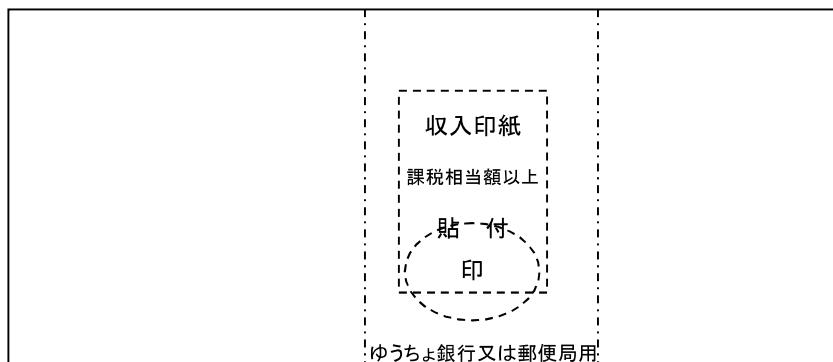 収入印紙
課税相当額以上
貼　付
印
ゆうちょ銀行又は郵便局用